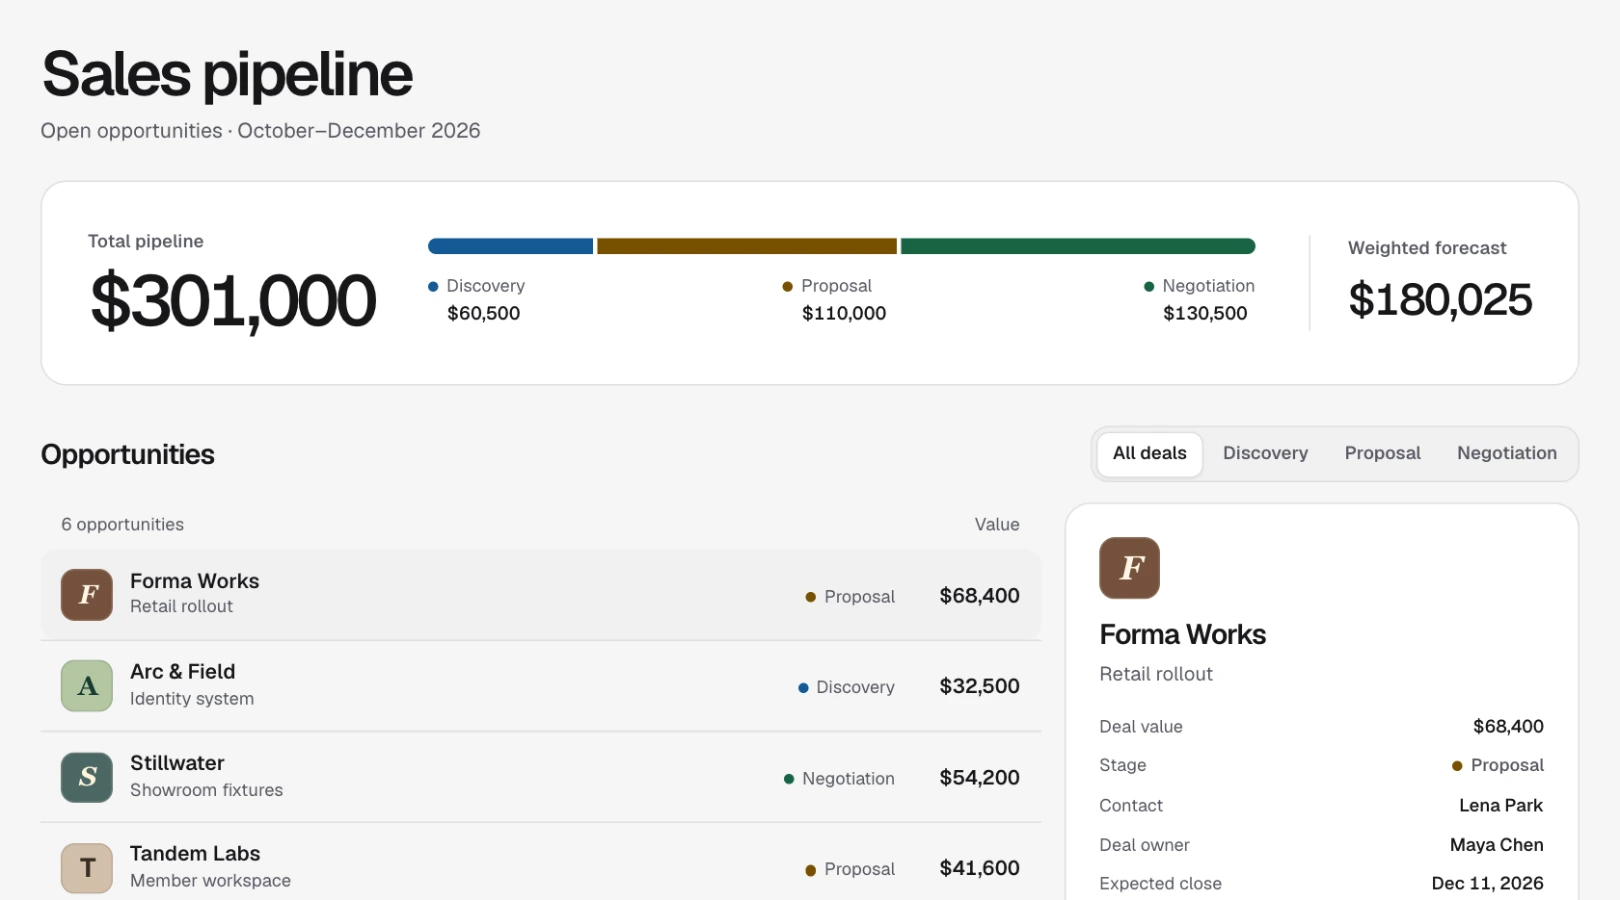 Sales pipeline
Open opportunities · October–December 2026
Total pipeline
$301,000
Discovery
$60,500
Proposal
$110,000
Negotiation
$130,500
Weighted forecast
$180,025
Opportunities
All deals Discovery Proposal Negotiation
6 opportunities Value
F Forma Works
Retail rollout
Proposal $68,400
A Arc & Field
Identity system
Discovery $32,500
S Stillwater
Showroom fixtures
Negotiation $54,200
T Tandem Labs
Member workspace
Proposal $41,600
F
Forma Works
Retail rollout
Deal value $68,400
Stage Proposal
Contact Lena Park
Deal owner Maya Chen
Expected close Dec 11, 2026